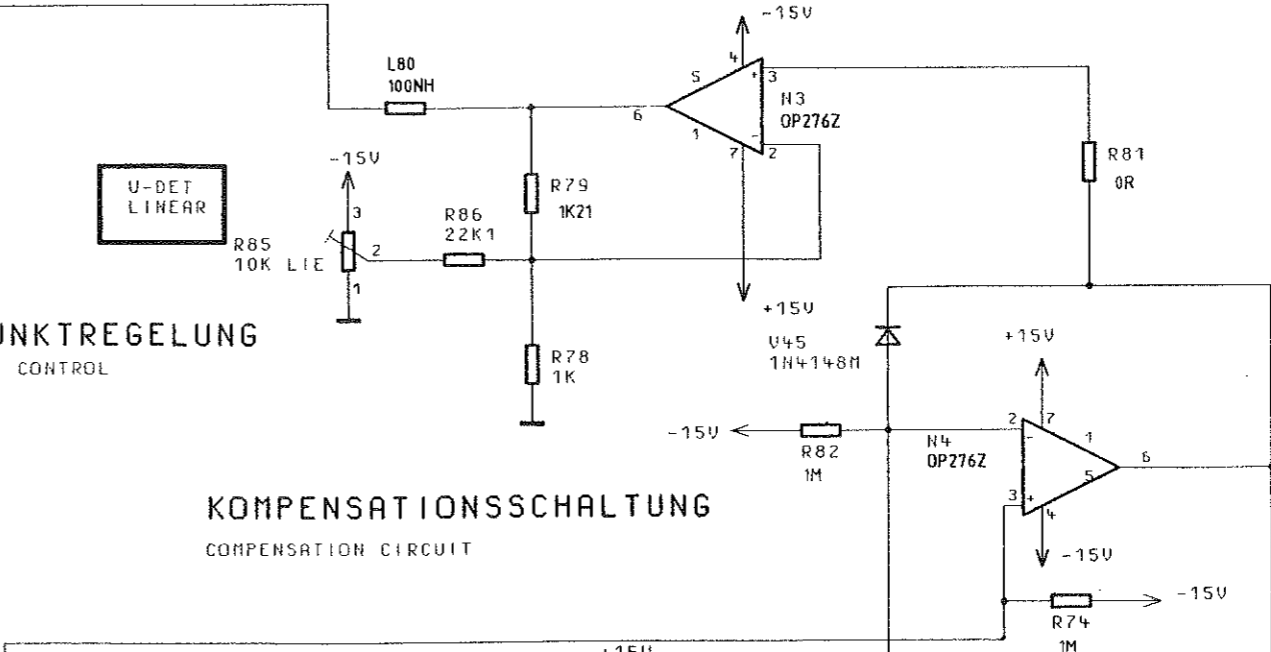 -15V
L80
100NH
4
5
+ 3
N3
OP276Z
6
1
- 2
7
R81
0R
U-DET
LINEAR
-15V
3
R79
1K21
R86
22K1
R85
10K LIE
2
1
+15V
UNKTREGELUNG
CONTROL
V45
1N4148M
+15V
R78
1K
-15V
R82
1M
2
-
7
N4
OP276Z
1
6
5
3
+
4
KOMPENSATIONSSCHALTUNG
COMPENSATION CIRCUIT
-15V
-15V
R74
1M
+15V